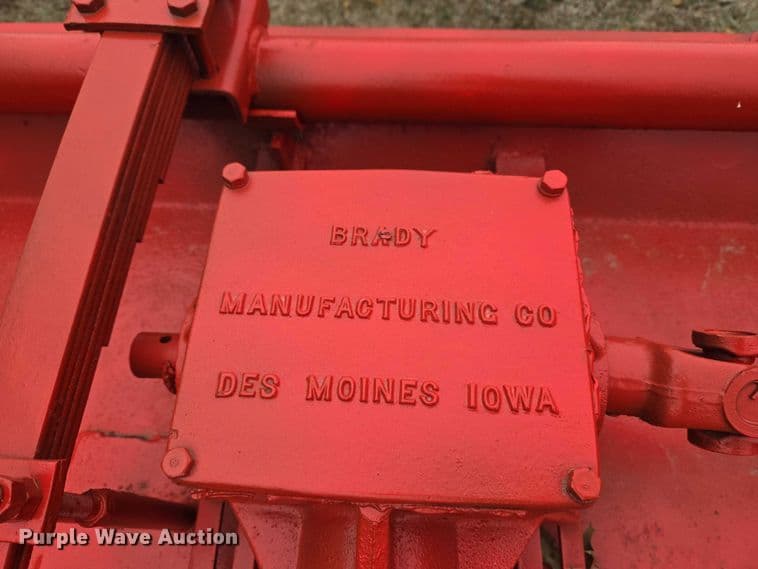 BRADY
MANUFACTURING CO
DES MOINES IOWA
Purple Wave Auction